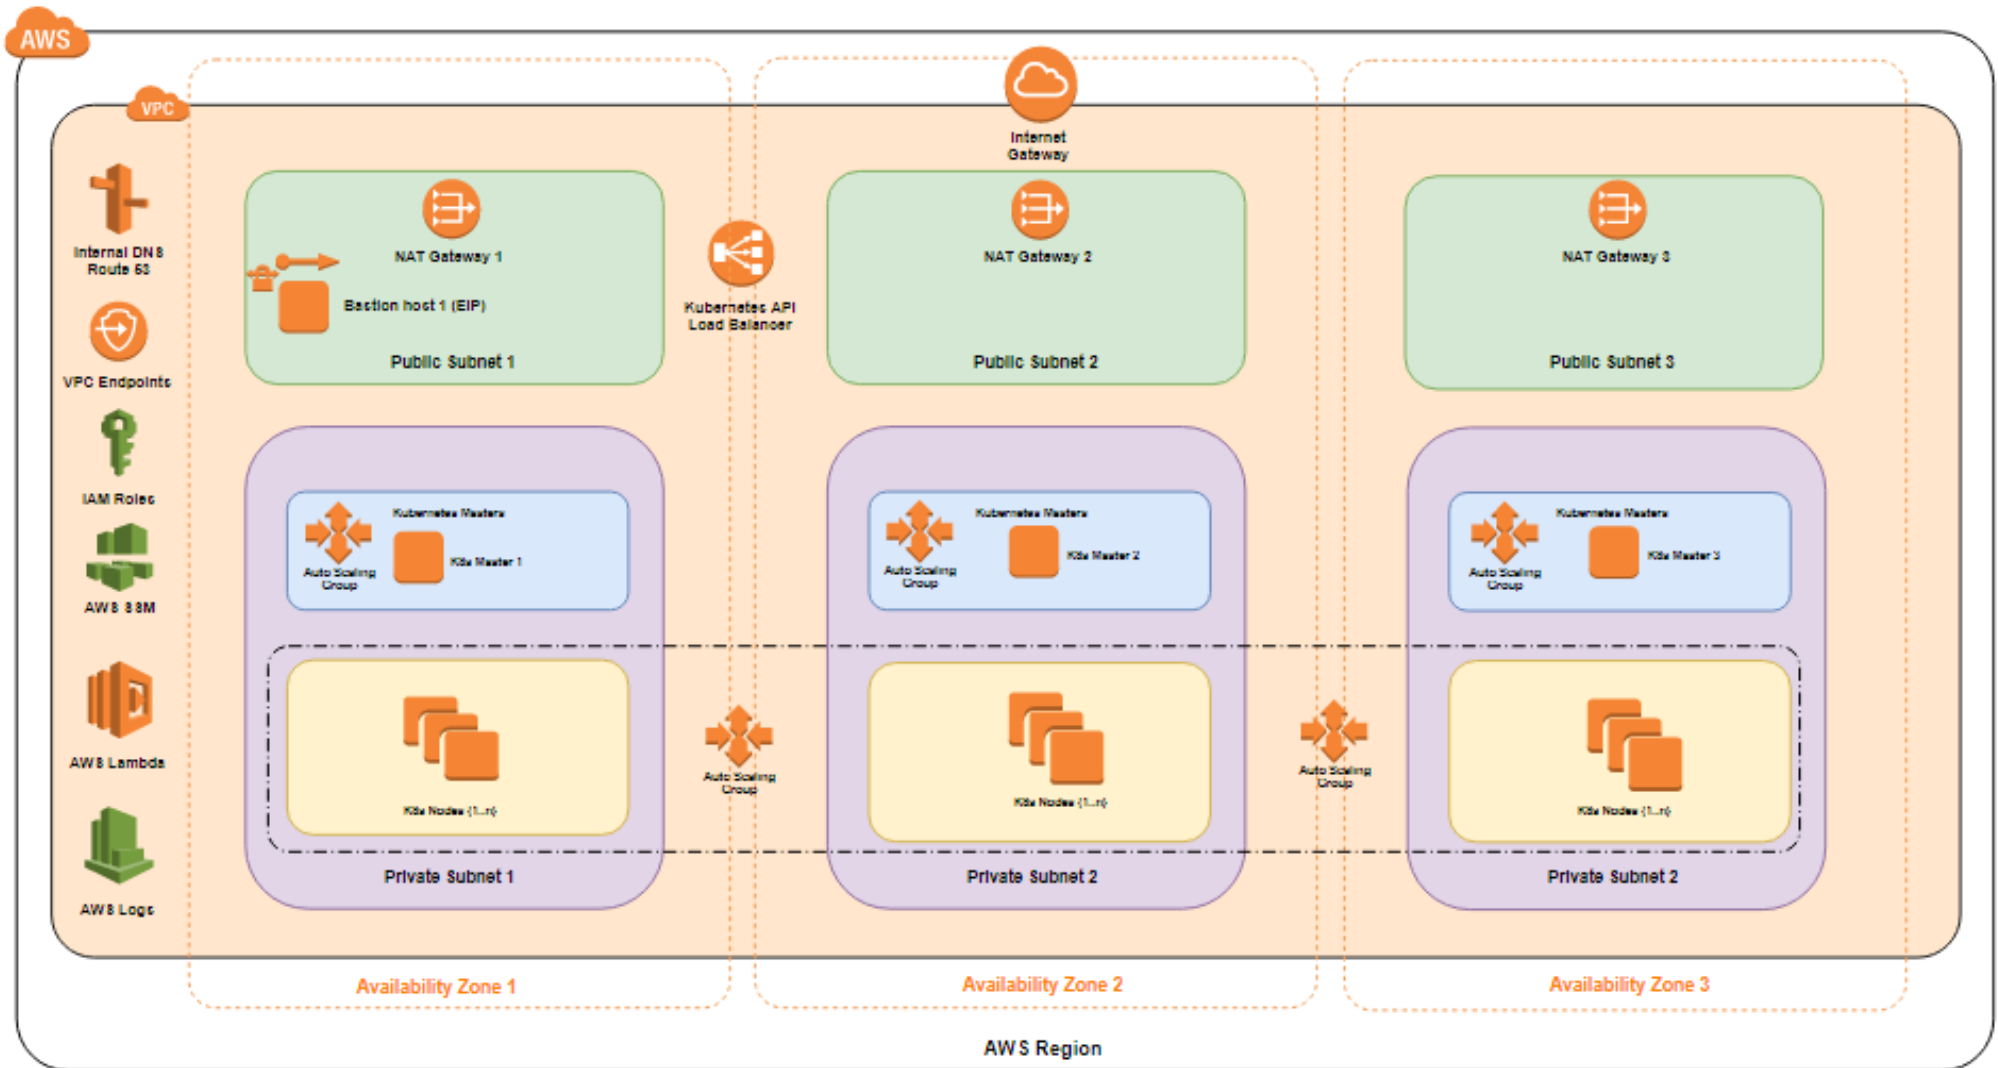 AWS
VPC
Internet
Gateway
Internal DNS
Route 53
VPC Endpoints
IAM Roles
AWS SSM
AWS Lambda
AWS Logs
NAT Gateway 1
Bastion host 1 (EIP)
Public Subnet 1
Kubernetes API
Load Balancer
NAT Gateway 2
Public Subnet 2
NAT Gateway 3
Public Subnet 3
Kubernetes Masters
K8s Master 1
Auto Scaling
Group
Kubernetes Masters
K8s Master 2
Auto Scaling
Group
Kubernetes Masters
K8s Master 3
Auto Scaling
Group
K8s Nodes {1..n}
Auto Scaling
Group
K8s Nodes {1..n}
Auto Scaling
Group
K8s Nodes {1..n}
Private Subnet 1
Private Subnet 2
Private Subnet 2
Availability Zone 1
Availability Zone 2
Availability Zone 3
AWS Region